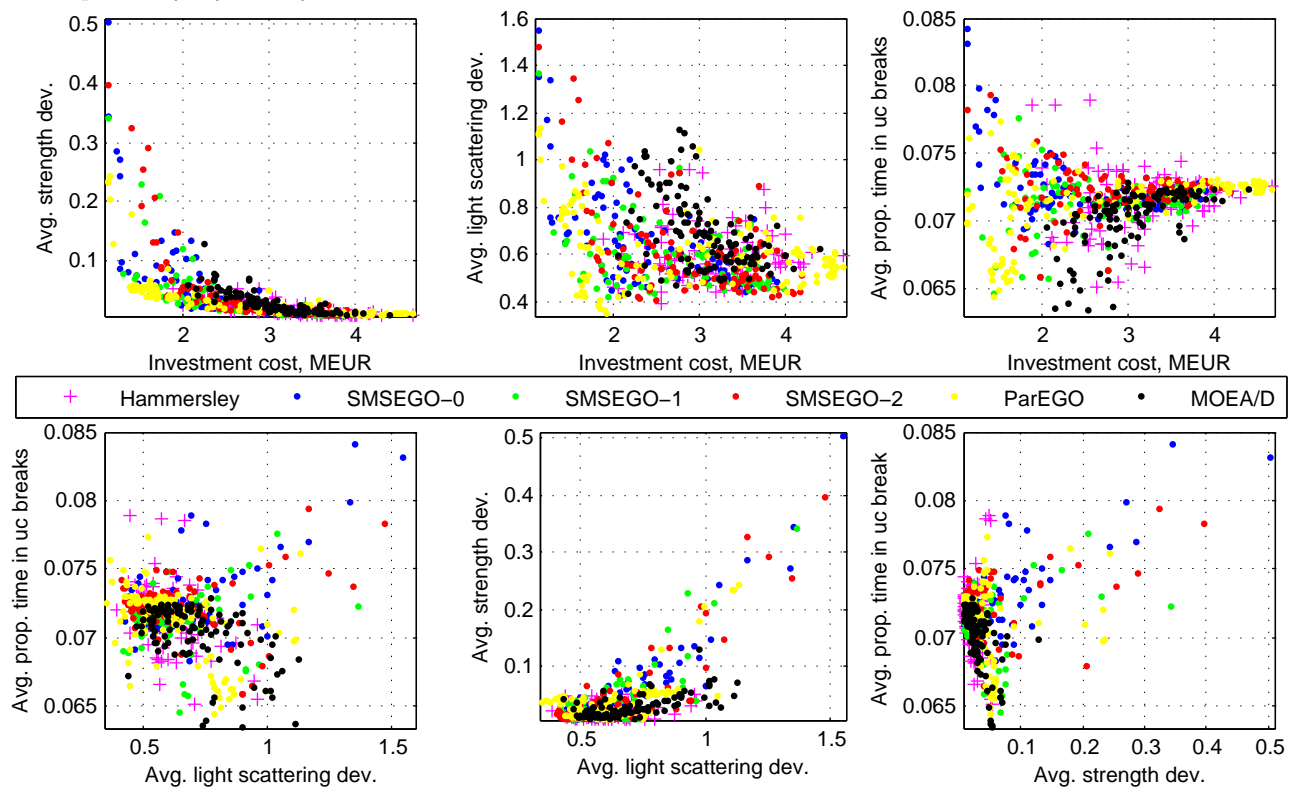 0.5
0.4
0.3
0.2
0.1
2 3 4
Avg. strength dev.
Investment cost, MEUR
1.6
1.4
1.2
1
0.8
0.6
0.4
2 3 4
Avg. light scattering dev.
Investment cost, MEUR
0.085
0.08
0.075
0.07
0.065
2 3 4
Avg. prop. time in uc breaks
Investment cost, MEUR
Hammersley SMSEGO−0 SMSEGO−1 SMSEGO−2 ParEGO MOEA/D
0.085
0.08
0.075
0.07
0.065
0.5 1 1.5
Avg. prop. time in uc breaks
Avg. light scattering dev.
0.5
0.4
0.3
0.2
0.1
0.5 1 1.5
Avg. strength dev.
Avg. light scattering dev.
0.085
0.08
0.075
0.07
0.065
0.1 0.2 0.3 0.4 0.5
Avg. prop. time in uc break
Avg. strength dev.